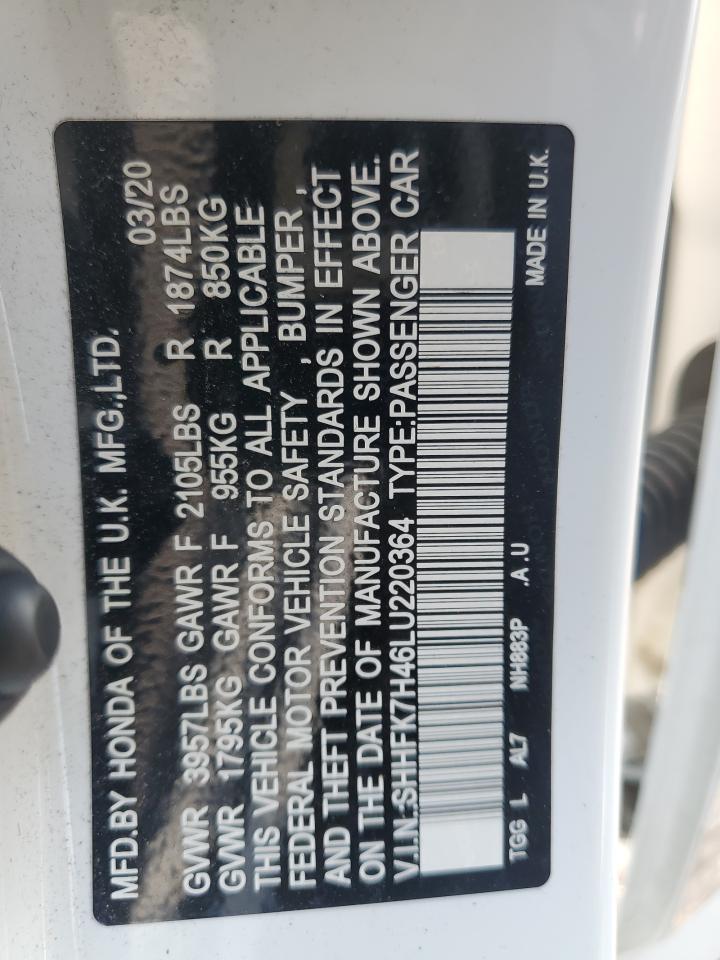 MFD.BY HONDA OF THE U.K. MFG.,LTD. 03/20
GVWR 3957LBS GAWR F 2105LBS R 1874LBS
GVWR 1795KG GAWR F 955KG R 850KG
THIS VEHICLE CONFORMS TO ALL APPLICABLE
FEDERAL MOTOR VEHICLE SAFETY , BUMPER ,
AND THEFT PREVENTION STANDARDS IN EFFECT
ON THE DATE OF MANUFACTURE SHOWN ABOVE.
V.I.N.:SHHFK7H46LU220364 TYPE:PASSENGER CAR
TGG L AL7 NH883P .A .U MADE IN U.K.